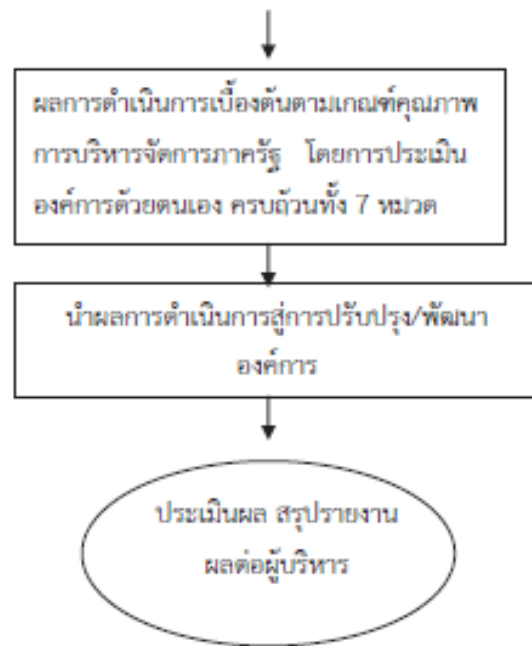 ผลการดำเนินการเบื้องต้นตามเกณฑ์คุณภาพ
การบริหารจัดการภาครัฐ โดยการประเมิน
องค์การด้วยตนเอง ครบถ้วนทั้ง 7 หมวด
นำผลการดำเนินการสู่การปรับปรุง/พัฒนา
องค์การ
ประเมินผล สรุปรายงาน
ผลต่อผู้บริหาร